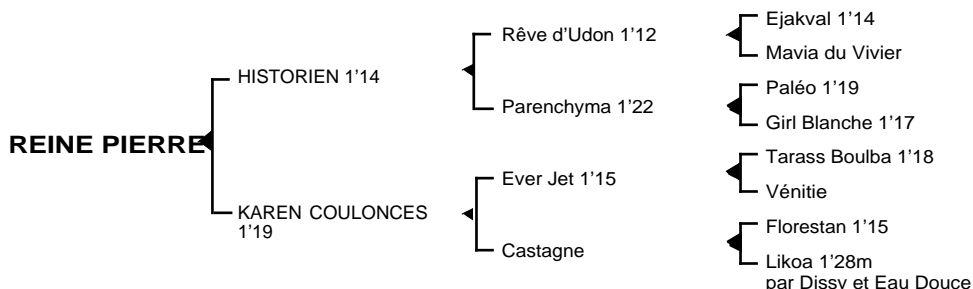 Ejakval 1’14
Rêve d’Udon 1’12
Mavia du Vivier
HISTORIEN 1’14
Paléo 1’19
Parenchyma 1’22
Girl Blanche 1’17
REINE PIERRE
Tarass Boulba 1’18
Ever Jet 1’15
Vénitie
KAREN COULONCES
1’19
Florestan 1’15
Castagne
Likoa 1’28m
par Dissy et Eau Douce